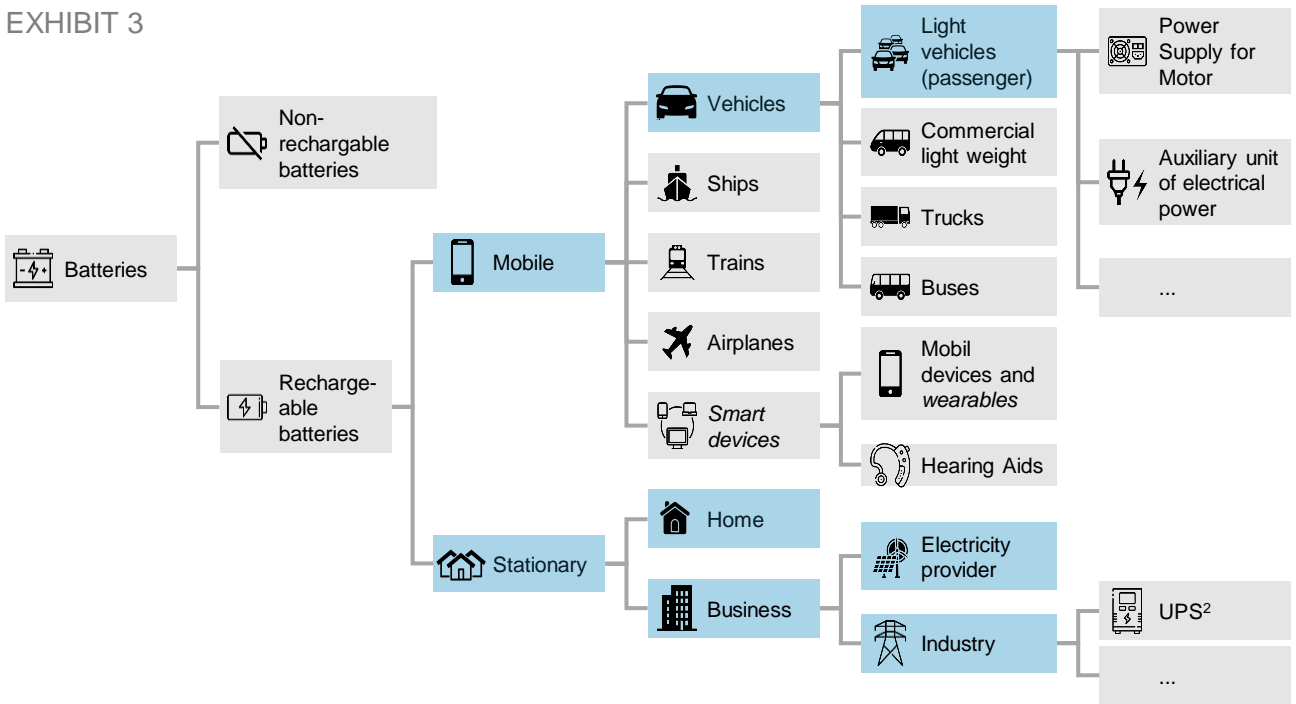 EXHIBIT 3
Batteries
Non-
rechargable
batteries
Recharge-
able
batteries
Mobile
Stationary
Vehicles
Ships
Trains
Airplanes
Smart
devices
Home
Business
Light
vehicles
(passenger)
Commercial
light weight
Trucks
Buses
Mobil
devices and
wearables
Hearing Aids
Electricity
provider
Industry
Power
Supply for
Motor
Auxiliary unit
of electrical
power
...
UPS²
...